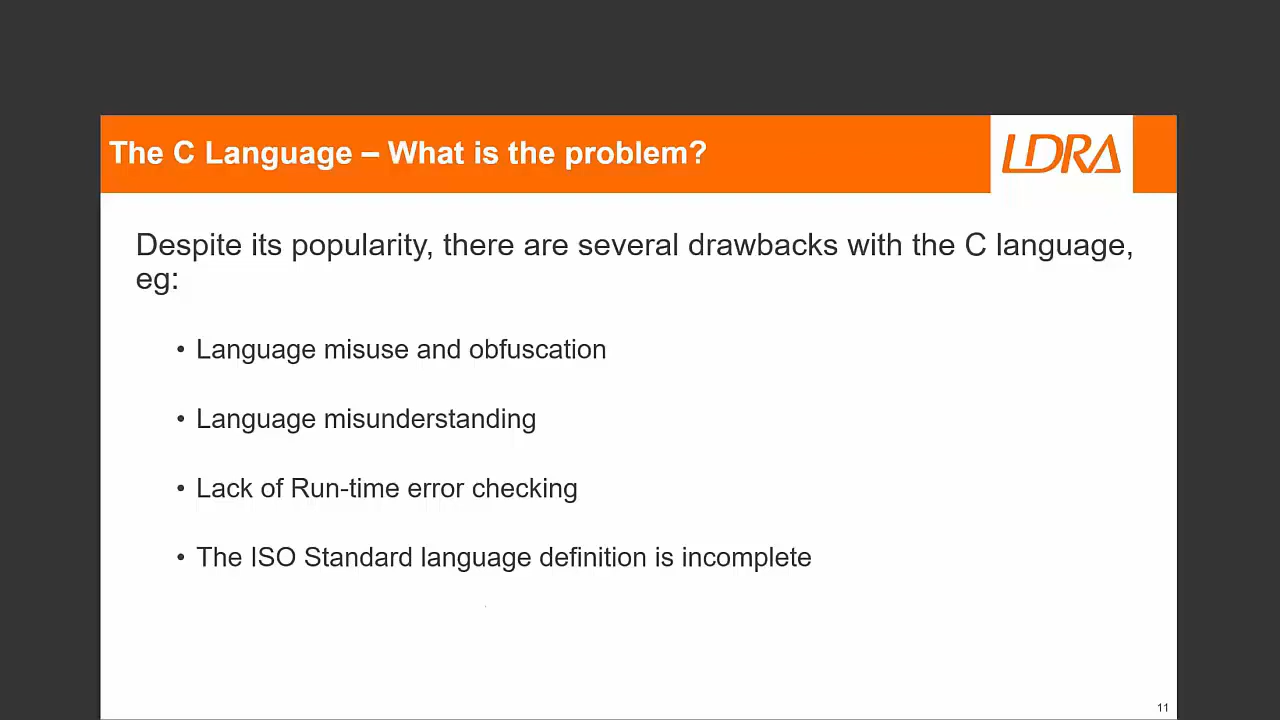 The C Language – What is the problem?
LDRA
Despite its popularity, there are several drawbacks with the C language,
eg:
• Language misuse and obfuscation
• Language misunderstanding
• Lack of Run-time error checking
• The ISO Standard language definition is incomplete
11